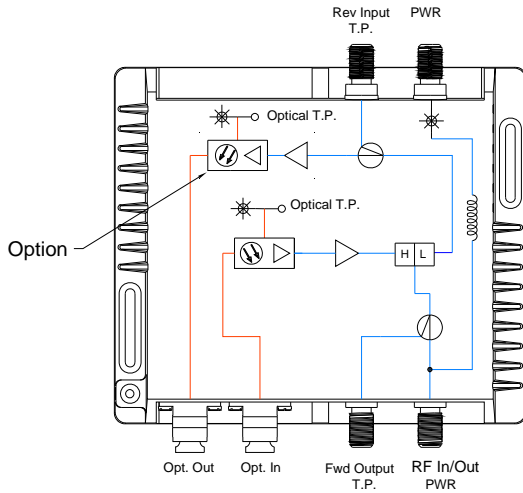 Rev Input
T.P.
PWR
Optical T.P.
Optical T.P.
Option
H L
Opt. Out
Opt. In
Fwd Output
T.P.
RF In/Out
PWR